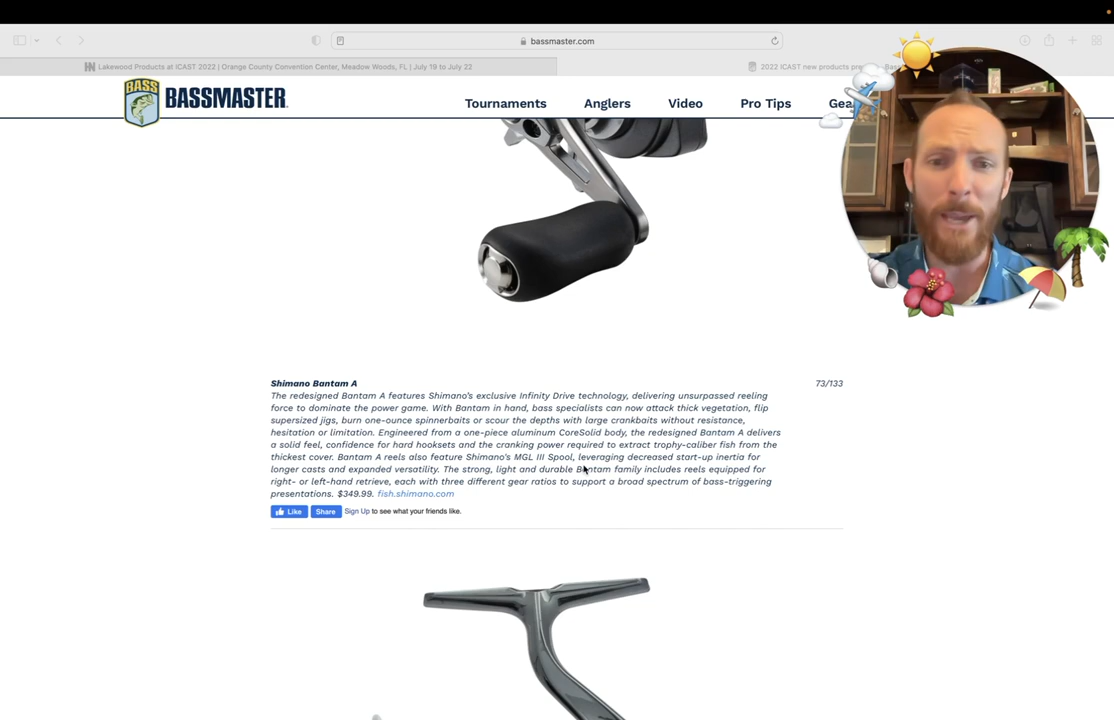 bassmaster.com
Lakewood Products at ICAST 2022 | Orange County Convention Center, Meadow Woods, FL | July 19 to July 22
2022 ICAST new products pre
BASS
BASSMASTER
Tournaments Anglers Video Pro Tips Gea
Shimano Bantam A 73/133
The redesigned Bantam A features Shimano's exclusive Infinity Drive technology, delivering unsurpassed reeling
force to dominate the power game. With Bantam in hand, bass specialists can now attack thick vegetation, flip
supersized jigs, burn one-ounce spinnerbaits or scour the depths with large crankbaits without resistance,
hesitation or limitation. Engineered from a one-piece aluminum CoreSolid body, the redesigned Bantam A delivers
a solid feel, confidence for hard hooksets and the cranking power required to extract trophy-caliber fish from the
thickest cover. Bantam A reels also feature Shimano's MGL III Spool, leveraging decreased start-up inertia for
longer casts and expanded versatility. The strong, light and durable Bantam family includes reels equipped for
right- or left-hand retrieve, each with three different gear ratios to support a broad spectrum of bass-triggering
presentations. $349.99. fish.shimano.com
Like Share Sign Up to see what your friends like.